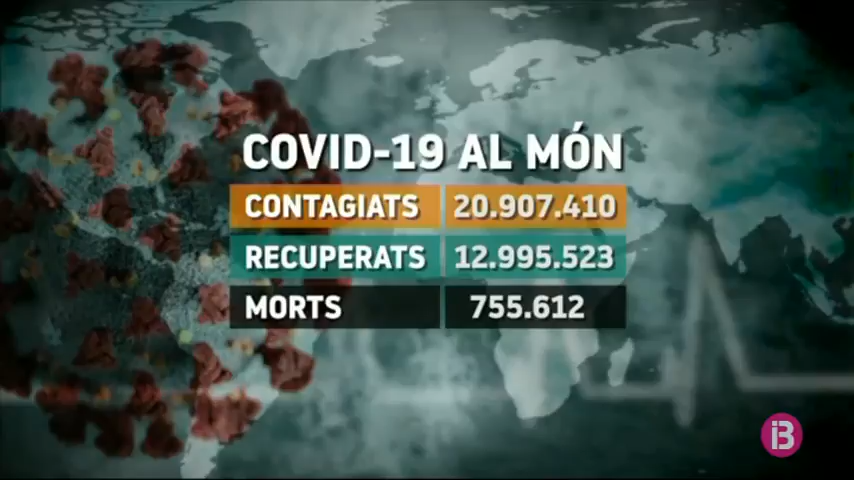 COVID-19 AL MÓN
CONTAGIATS 20.907.410
RECUPERATS 12.995.523
MORTS 755.612
IB